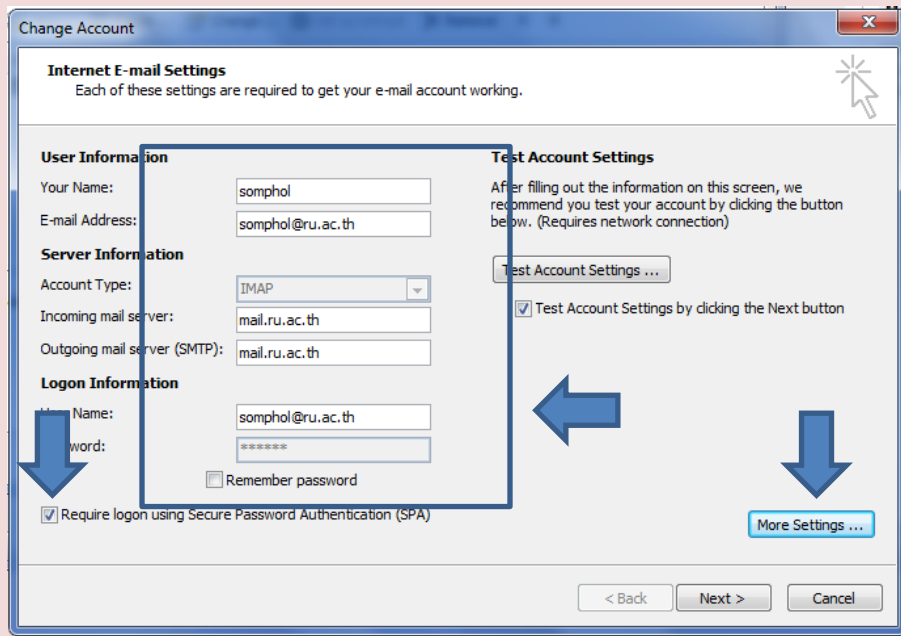 Change Account
Internet E-mail Settings
Each of these settings are required to get your e-mail account working.
User Information
Your Name:
somphol
E-mail Address:
somphol@ru.ac.th
Server Information
Account Type:
IMAP
Incoming mail server:
mail.ru.ac.th
Outgoing mail server (SMTP):
mail.ru.ac.th
Logon Information
Name:
somphol@ru.ac.th
word:
******
Remember password
Require logon using Secure Password Authentication (SPA)
Test Account Settings
After filling out the information on this screen, we
recommend you test your account by clicking the button
below. (Requires network connection)
Test Account Settings ...
Test Account Settings by clicking the Next button
More Settings ...
< Back
Next >
Cancel